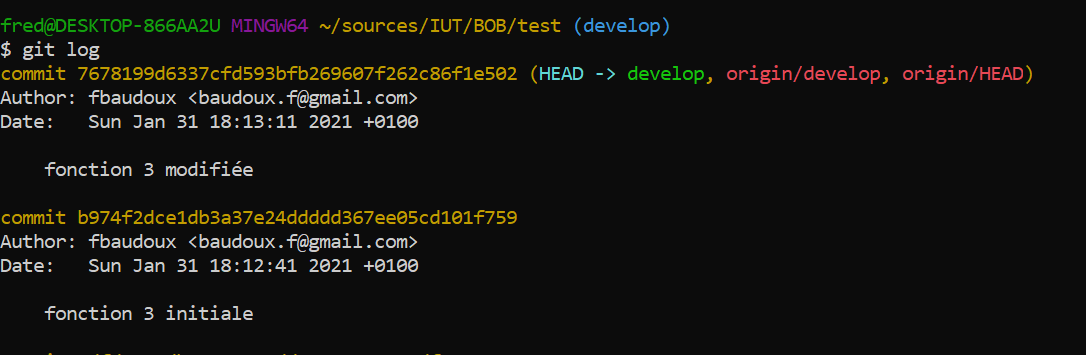 fred@DESKTOP-866AA2U MINGW64 ~/sources/IUT/BOB/test (develop)
$ git log
commit 7678199d6337cfd593bfb269607f262c86f1e502 (HEAD -> develop, origin/develop, origin/HEAD)
Author: fbaudoux <baudoux.f@gmail.com>
Date:   Sun Jan 31 18:13:11 2021 +0100
    fonction 3 modifiée
commit b974f2dce1db3a37e24ddddd367ee05cd101f759
Author: fbaudoux <baudoux.f@gmail.com>
Date:   Sun Jan 31 18:12:41 2021 +0100
    fonction 3 initiale